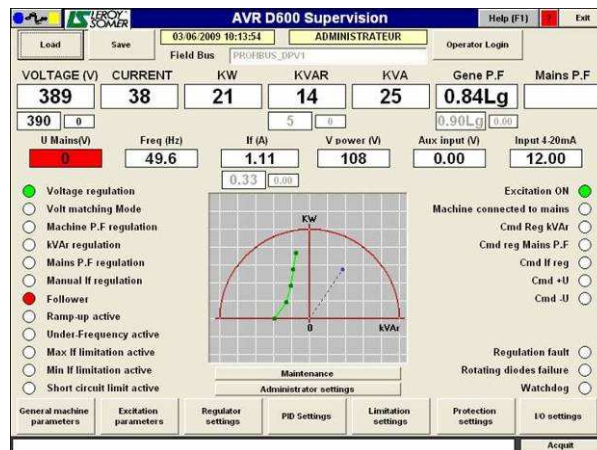 LEROY SOMER
AVR D600 Supervision
Help (F1) ? Exit
Load Save 03/06/2009 10:13:54 ADMINISTRATEUR Operator Login
Field Bus PROFIBUS_DPV1
VOLTAGE (V) CURRENT KW KVAR KVA Gene P.F Mains P.F
389 38 21 14 25 0.84Lg
390 0 5 0 0.90Lg 0.00
U Mains(V) Freq (Hz) If (A) V power (V) Aux input (V) Input 4-20mA
0 49.6 1.11 108 0.00 12.00
0.33 0.00
Voltage regulation
Volt matching Mode
Machine P.F regulation
kVAr regulation
Mains P.F regulation
Manual If regulation
Follower
Ramp-up active
Under-Frequency active
Max If limitation active
Min If limitation active
Short circuit limit active
KW
0 kVAr
Maintenance
Administrator settings
Excitation ON
Machine connected to mains
Cmd Reg kVAr
Cmd reg Mains P.F
Cmd If reg
Cmd +U
Cmd -U
Regulation fault
Rotating diodes failure
Watchdog
General machine parameters Excitation parameters Regulator settings PID Settings Limitation settings Protection settings I/O settings
Acquit